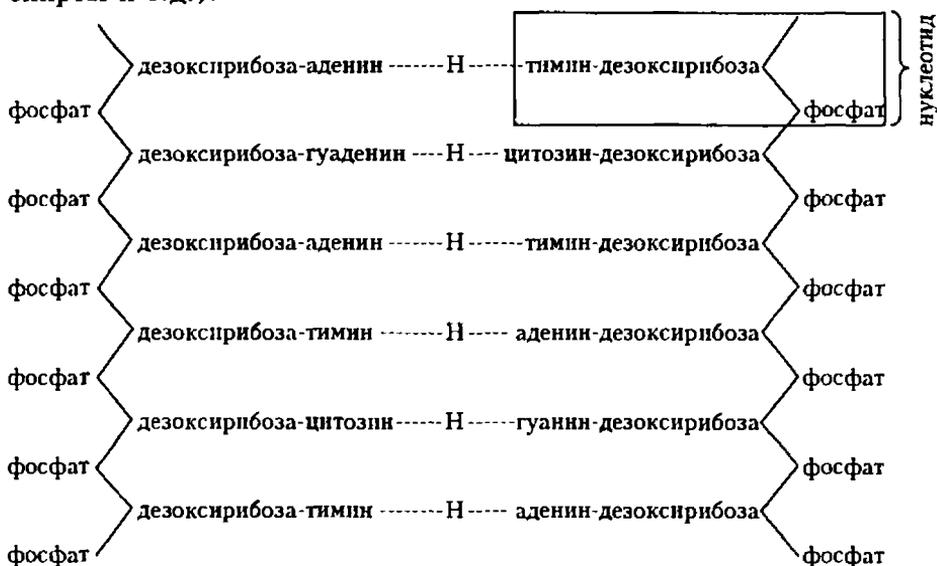 дезоксирибоза-аденин ------- Н ------- тимин-дезоксирибоза
нуклеотид
фосфат фосфат
дезоксирибоза-гуаденин ---- Н ---- цитозин-дезоксирибоза
фосфат фосфат
дезоксирибоза-аденин ------- Н ------- тимин-дезоксирибоза
фосфат фосфат
дезоксирибоза-тимин -------- Н ----- аденин-дезоксирибоза
фосфат фосфат
дезоксирибоза-цитозин ----- Н ------ гуанин-дезоксирибоза
фосфат фосфат
дезоксирибоза-тимин -------- Н ----- аденин-дезоксирибоза
фосфат фосфат